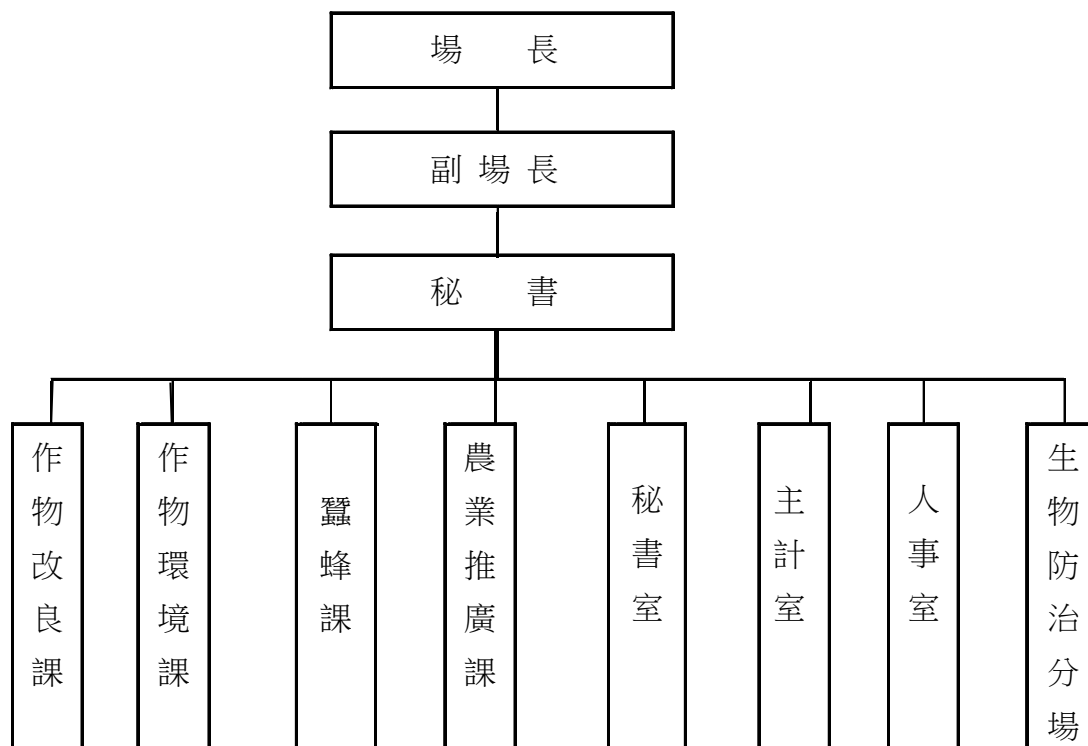 場 長
副場長
秘 書
作物改良課
作物環境課
蠶蜂課
農業推廣課
秘書室
主計室
人事室
生物防治分場